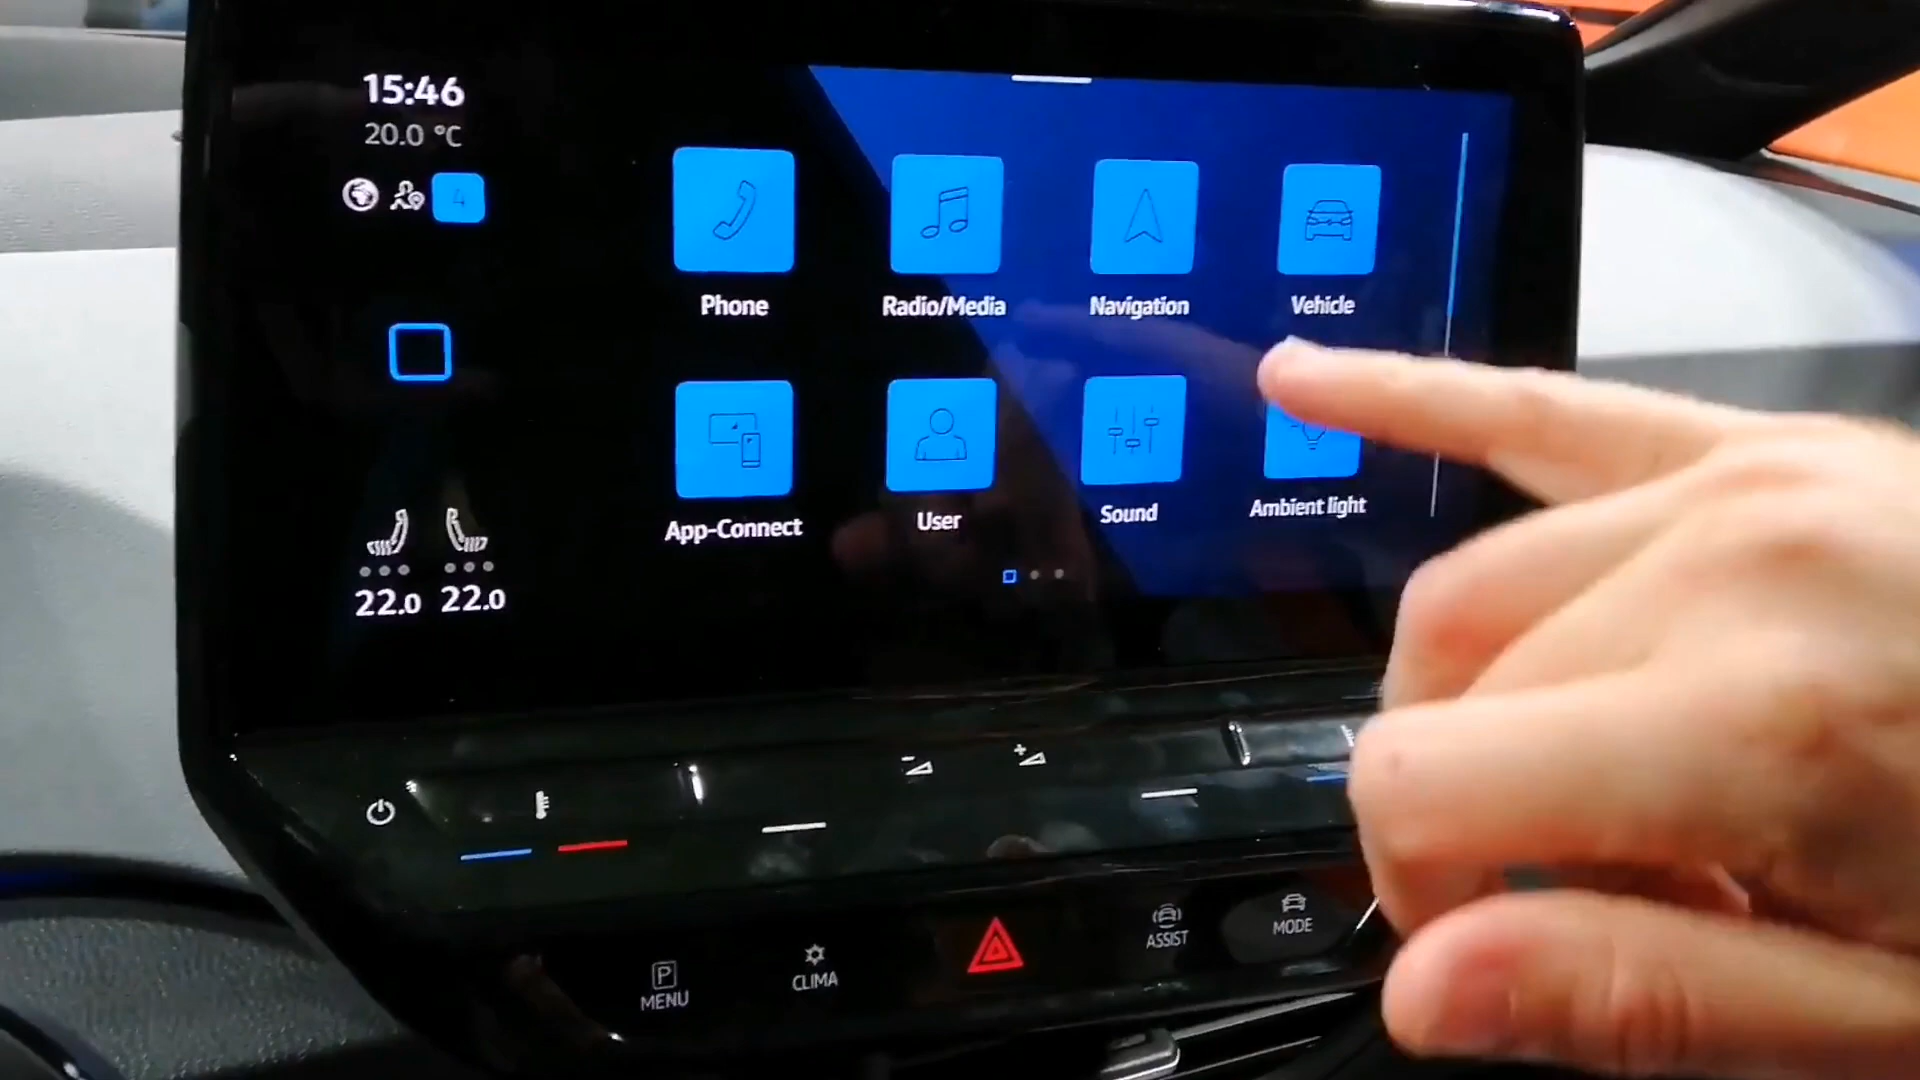 15:46
20.0 °C
4
Phone
Radio/Media
Navigation
Vehicle
App-Connect
User
Sound
Ambient light
22.0
22.0
- +
P
MENU
CLIMA
ASSIST
MODE